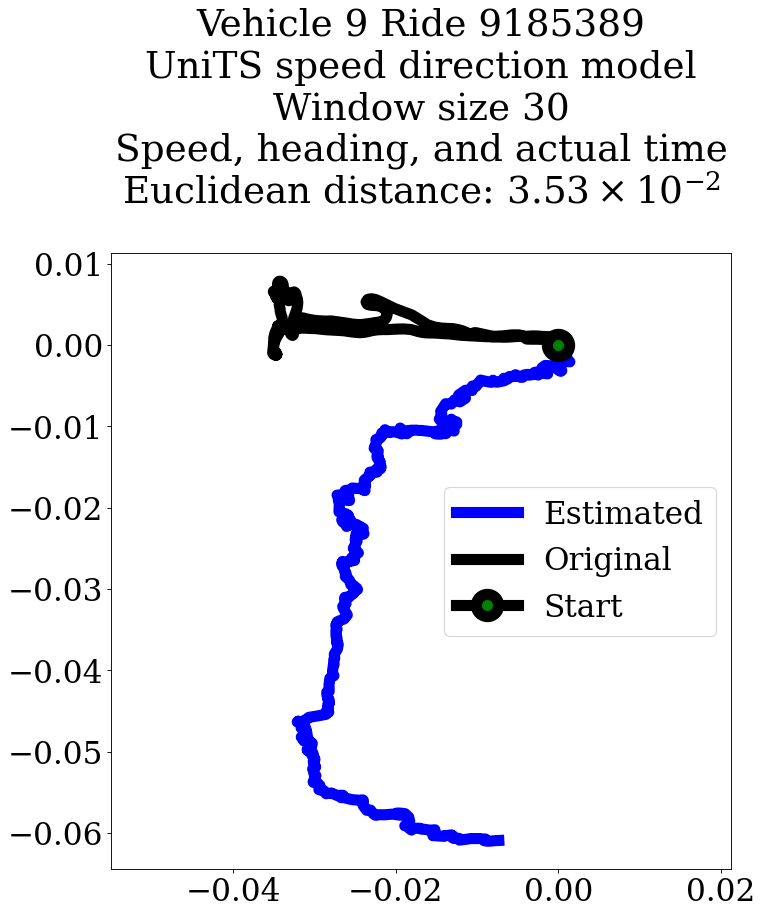 Vehicle 9 Ride 9185389
UniTS speed direction model
Window size 30
Speed, heading, and actual time
Euclidean distance: 3.53 × 10⁻²
0.01
0.00
−0.01
−0.02
−0.03
−0.04
−0.05
−0.06
Estimated
Original
Start
−0.04 −0.02 0.00 0.02